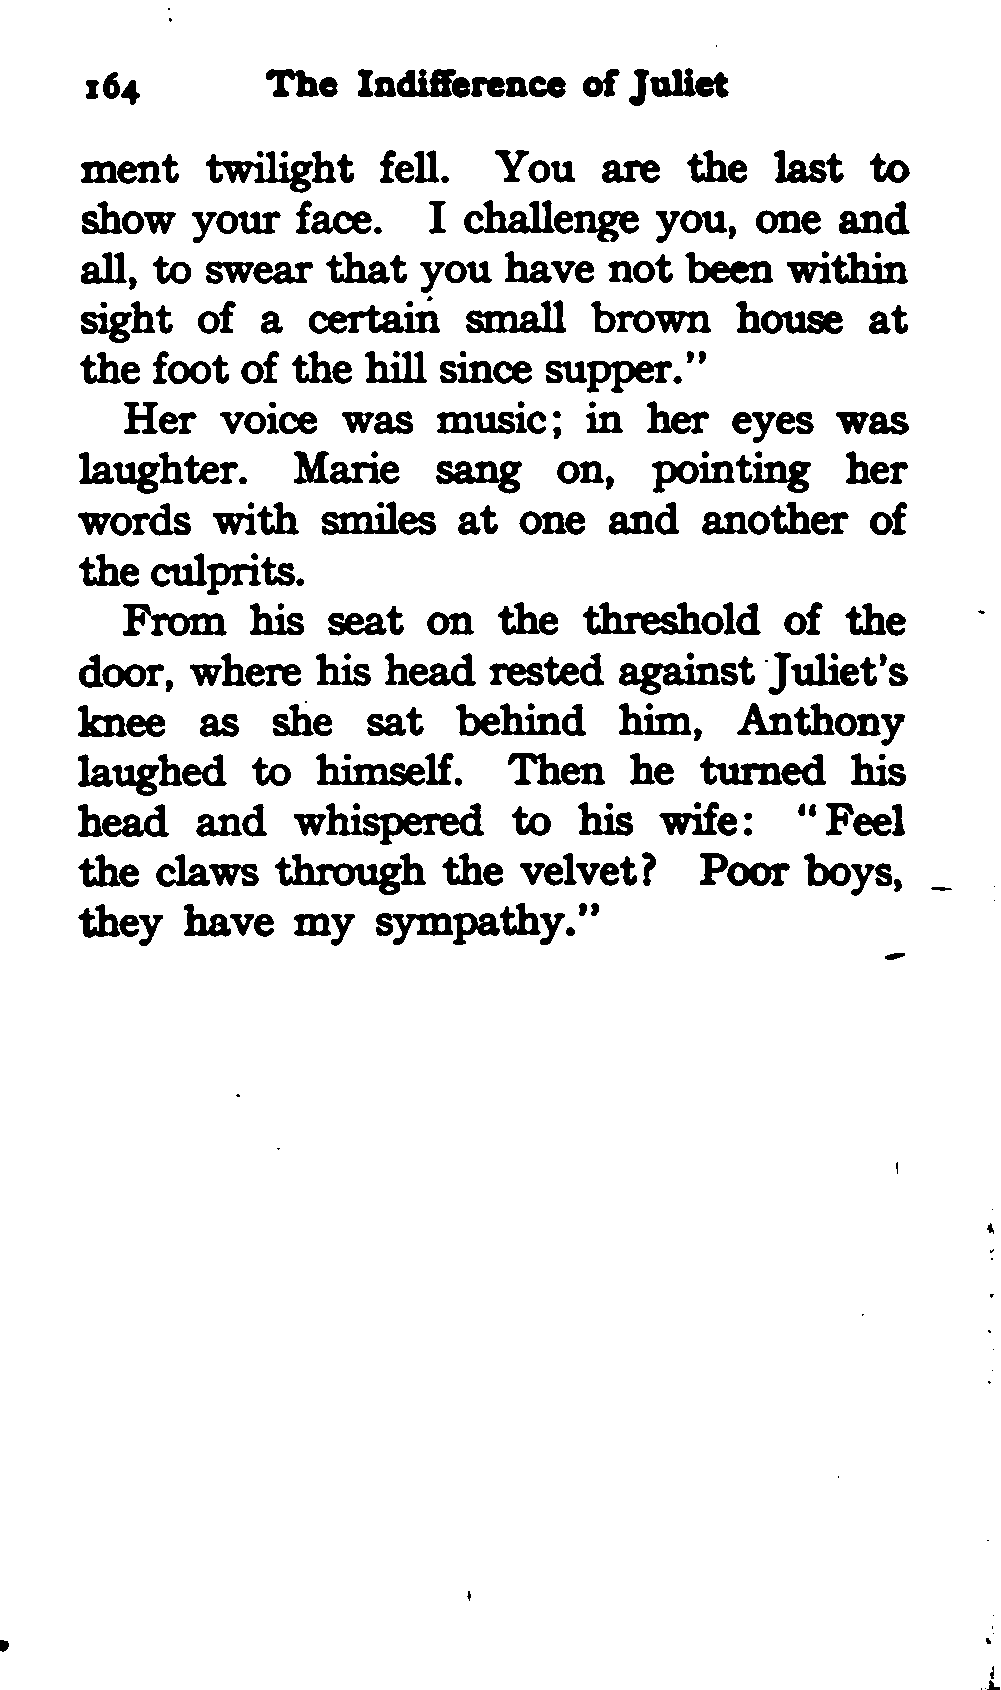 164 The Indifference of Juliet
ment twilight fell. You are the last to
show your face. I challenge you, one and
all, to swear that you have not been within
sight of a certain small brown house at
the foot of the hill since supper."
Her voice was music; in her eyes was
laughter. Marie sang on, pointing her
words with smiles at one and another of
the culprits.
From his seat on the threshold of the
door, where his head rested against Juliet's
knee as she sat behind him, Anthony
laughed to himself. Then he turned his
head and whispered to his wife: "Feel
the claws through the velvet? Poor boys,
they have my sympathy."